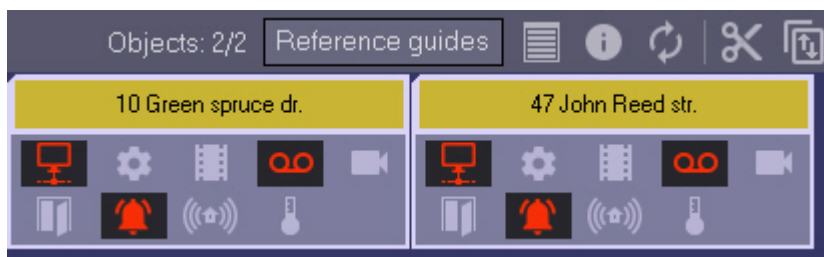 Objects: 2/2 Reference guides
10 Green spruce dr. 47 John Reed str.